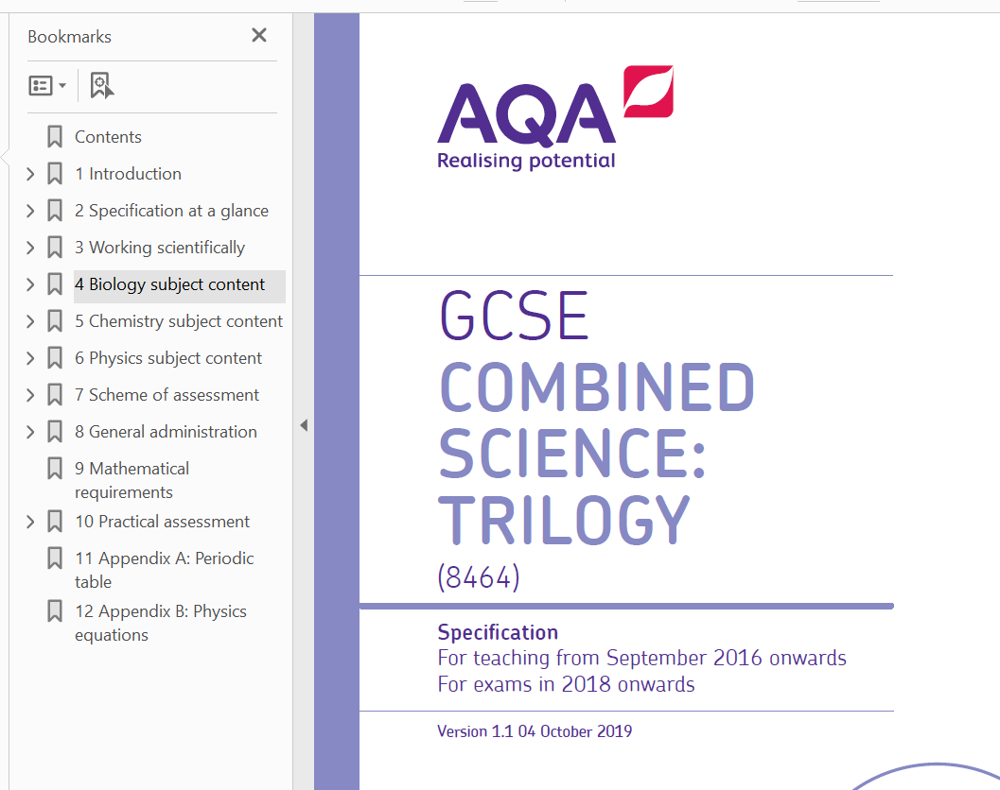 Bookmarks
Contents
1 Introduction
2 Specification at a glance
3 Working scientifically
4 Biology subject content
5 Chemistry subject content
6 Physics subject content
7 Scheme of assessment
8 General administration
9 Mathematical
requirements
10 Practical assessment
11 Appendix A: Periodic
table
12 Appendix B: Physics
equations
AQA
Realising potential
GCSE
COMBINED
SCIENCE:
TRILOGY
(8464)
Specification
For teaching from September 2016 onwards
For exams in 2018 onwards
Version 1.1 04 October 2019